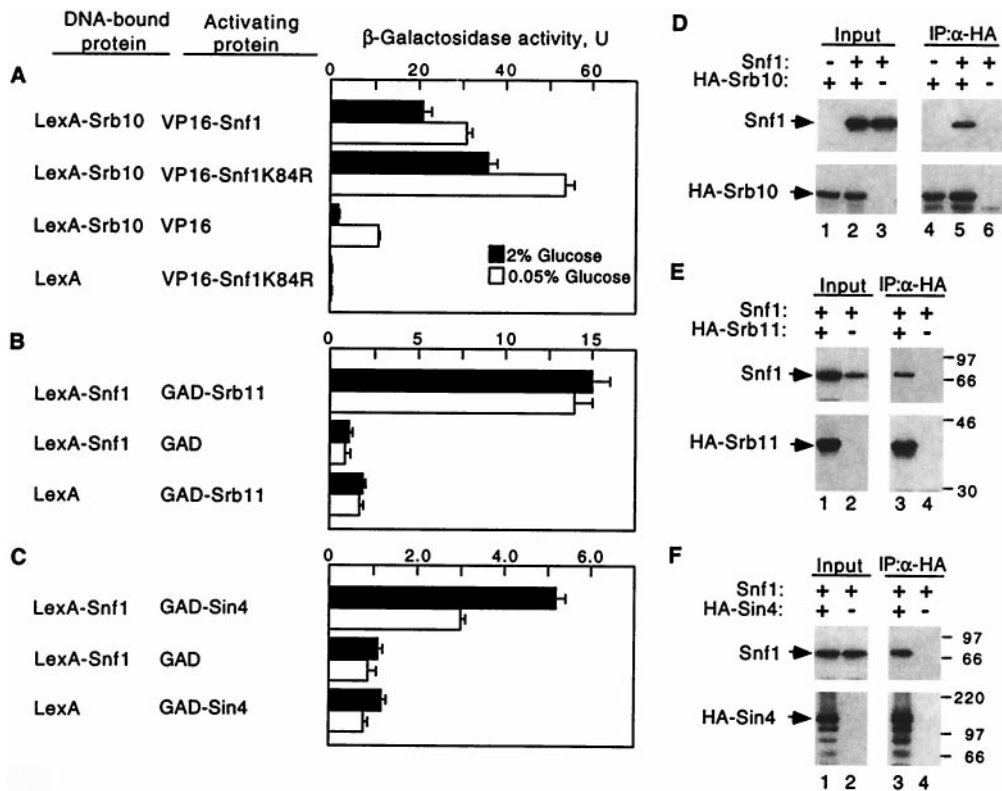 DNA-bound protein Activating protein
β-Galactosidase activity, U
A
0 20 40 60
LexA-Srb10 VP16-Snf1
LexA-Srb10 VP16-Snf1K84R
LexA-Srb10 VP16
LexA VP16-Snf1K84R
2% Glucose
0.05% Glucose
B
0 5 10 15
LexA-Snf1 GAD-Srb11
LexA-Snf1 GAD
LexA GAD-Srb11
C
0 2.0 4.0 6.0
LexA-Snf1 GAD-Sin4
LexA-Snf1 GAD
LexA GAD-Sin4
D
Input IP:α-HA
Snf1: - + + - + +
HA-Srb10: + + - + + -
Snf1
HA-Srb10
1 2 3 4 5 6
E
Input IP:α-HA
Snf1: + + + +
HA-Srb11: + - + -
Snf1
97
66
HA-Srb11
46
30
1 2 3 4
F
Input IP:α-HA
Snf1: + + + +
HA-Sin4: + - + -
Snf1
97
66
HA-Sin4
220
97
66
1 2 3 4